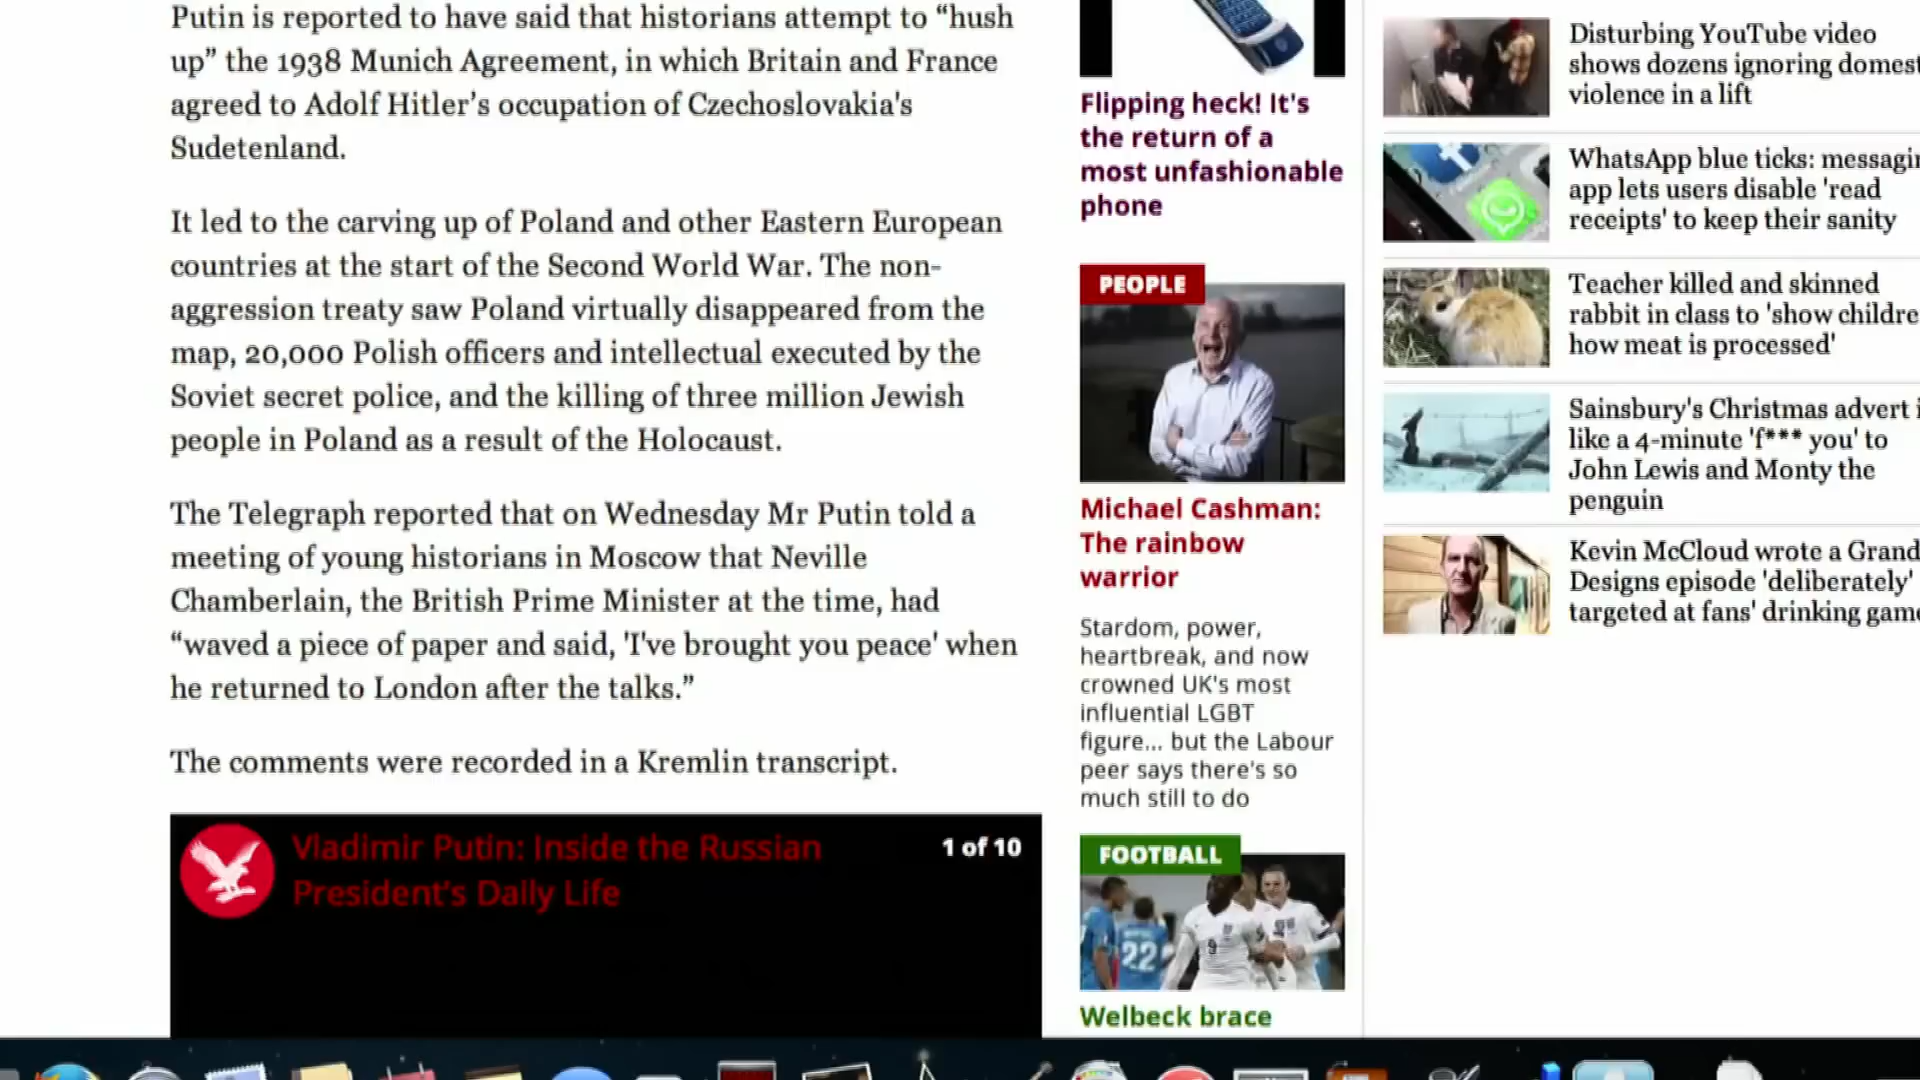 Putin is reported to have said that historians attempt to “hush
up” the 1938 Munich Agreement, in which Britain and France
agreed to Adolf Hitler’s occupation of Czechoslovakia's
Sudetenland.
It led to the carving up of Poland and other Eastern European
countries at the start of the Second World War. The non-
aggression treaty saw Poland virtually disappeared from the
map, 20,000 Polish officers and intellectual executed by the
Soviet secret police, and the killing of three million Jewish
people in Poland as a result of the Holocaust.
The Telegraph reported that on Wednesday Mr Putin told a
meeting of young historians in Moscow that Neville
Chamberlain, the British Prime Minister at the time, had
“waved a piece of paper and said, 'I've brought you peace' when
he returned to London after the talks.”
The comments were recorded in a Kremlin transcript.
Vladimir Putin: Inside the Russian
President’s Daily Life
1 of 10
Flipping heck! It's
the return of a
most unfashionable
phone
PEOPLE
Michael Cashman:
The rainbow
warrior
Stardom, power,
heartbreak, and now
crowned UK's most
influential LGBT
figure... but the Labour
peer says there's so
much still to do
FOOTBALL
22
9
Welbeck brace
Disturbing YouTube video
shows dozens ignoring domest
violence in a lift
WhatsApp blue ticks: messagin
app lets users disable 'read
receipts' to keep their sanity
Teacher killed and skinned
rabbit in class to 'show childre
how meat is processed'
Sainsbury's Christmas advert i
like a 4-minute 'f*** you' to
John Lewis and Monty the
penguin
Kevin McCloud wrote a Grand
Designs episode 'deliberately'
targeted at fans' drinking game